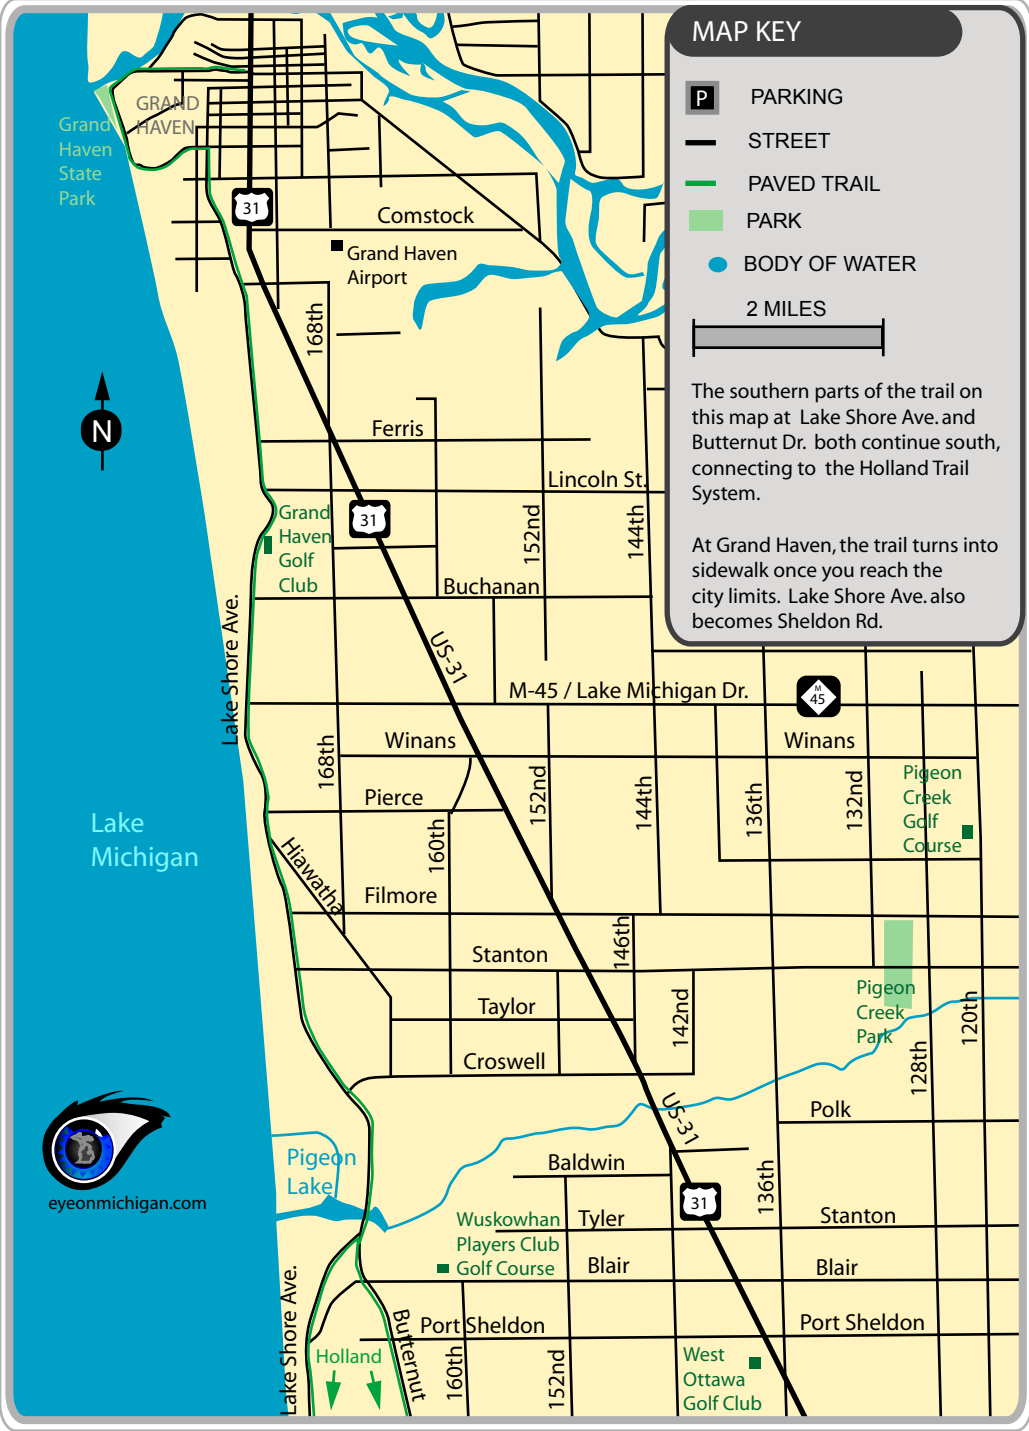 MAP KEY
P PARKING
STREET
PAVED TRAIL
PARK
BODY OF WATER
2 MILES
The southern parts of the trail on
this map at Lake Shore Ave. and
Butternut Dr. both continue south,
connecting to the Holland Trail
System.
At Grand Haven, the trail turns into
sidewalk once you reach the
city limits. Lake Shore Ave. also
becomes Sheldon Rd.
GRAND
HAVEN
Grand
Haven
State
Park
31
Comstock
Grand Haven
Airport
168th
N
Ferris
Lincoln St.
31
Grand
Haven
Golf
Club
152nd
144th
Buchanan
Lake Shore Ave.
US-31
M-45 / Lake Michigan Dr.
M
45
Winans
Winans
168th
Pierce
152nd
144th
136th
132nd
Pigeon
Creek
Golf
Course
Lake
Michigan
160th
Hiawatha
Filmore
Stanton
146th
Taylor
142nd
Pigeon
Creek
Park
120th
128th
Croswell
US-31
Polk
eyeonmichigan.com
Pigeon
Lake
Baldwin
136th
31
Wuskowhan
Players Club
Golf Course
Tyler
Stanton
Blair
Blair
Lake Shore Ave.
Butternut
Port Sheldon
Port Sheldon
Holland
160th
152nd
West
Ottawa
Golf Club